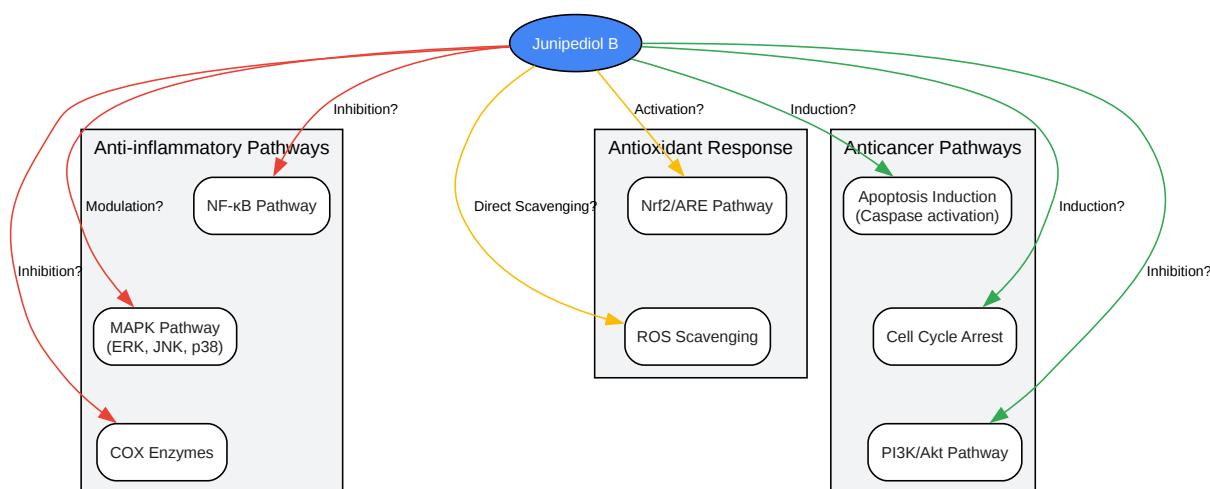 Junipediol B
Inhibition?
Activation?
Induction?
Anti-inflammatory Pathways
Antioxidant Response
Anticancer Pathways
Modulation?
NF-κB Pathway
Direct Scavenging?
Nrf2/ARE Pathway
Apoptosis Induction
(Caspase activation)
Induction?
Inhibition?
Inhibition?
MAPK Pathway
(ERK, JNK, p38)
ROS Scavenging
Cell Cycle Arrest
COX Enzymes
PI3K/Akt Pathway